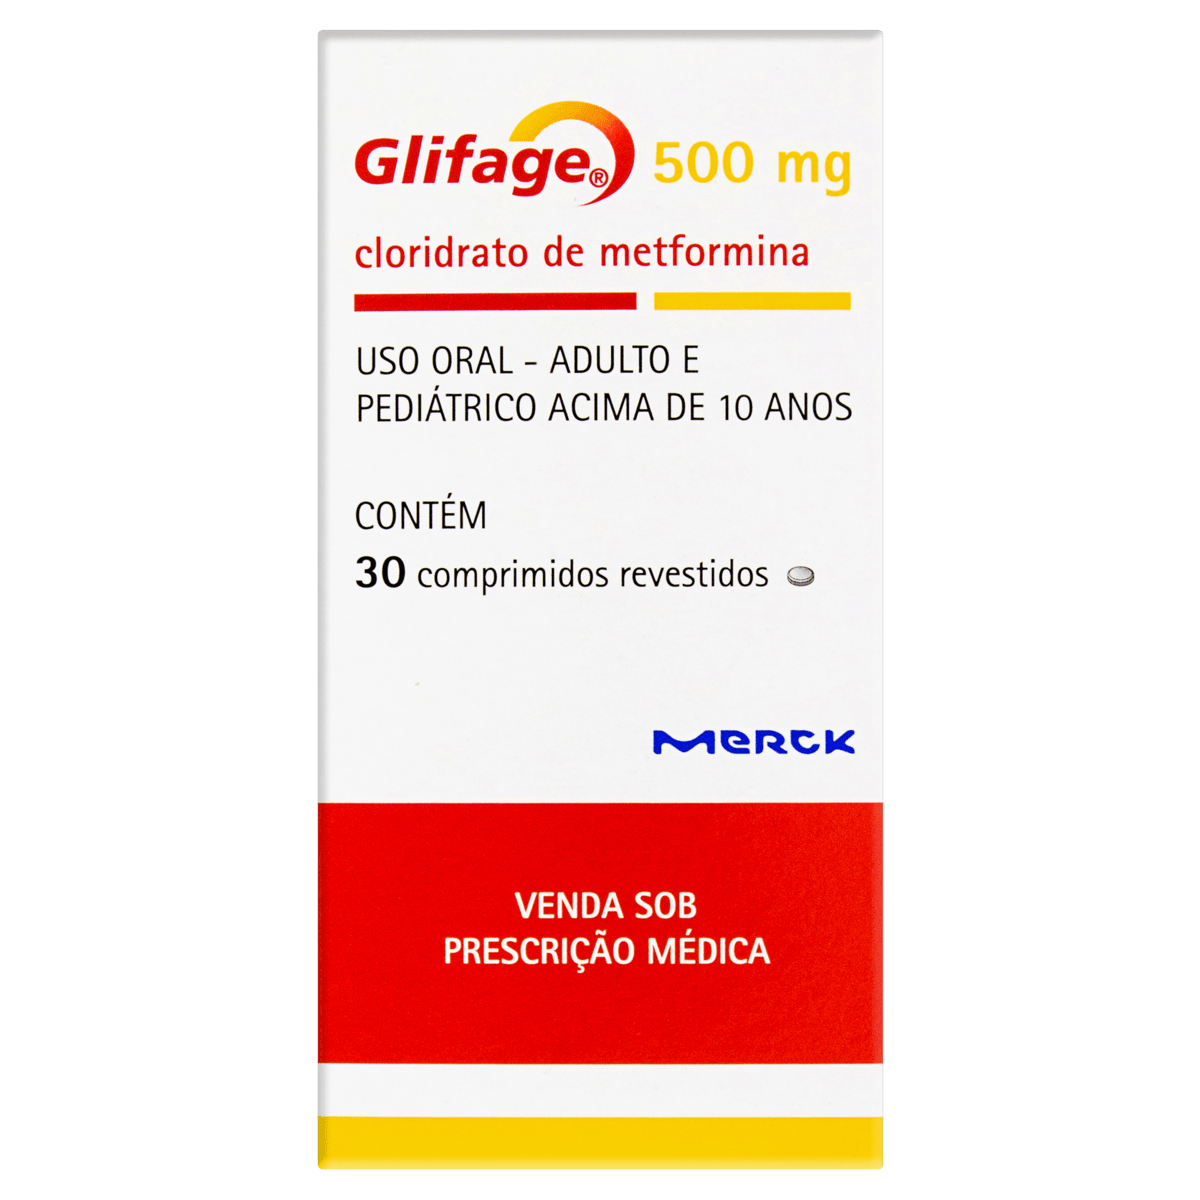 Glifage® 500 mg
cloridrato de metformina
USO ORAL - ADULTO E
PEDIÁTRICO ACIMA DE 10 ANOS
CONTÉM
30 comprimidos revestidos
MERCK
VENDA SOB
PRESCRIÇÃO MÉDICA